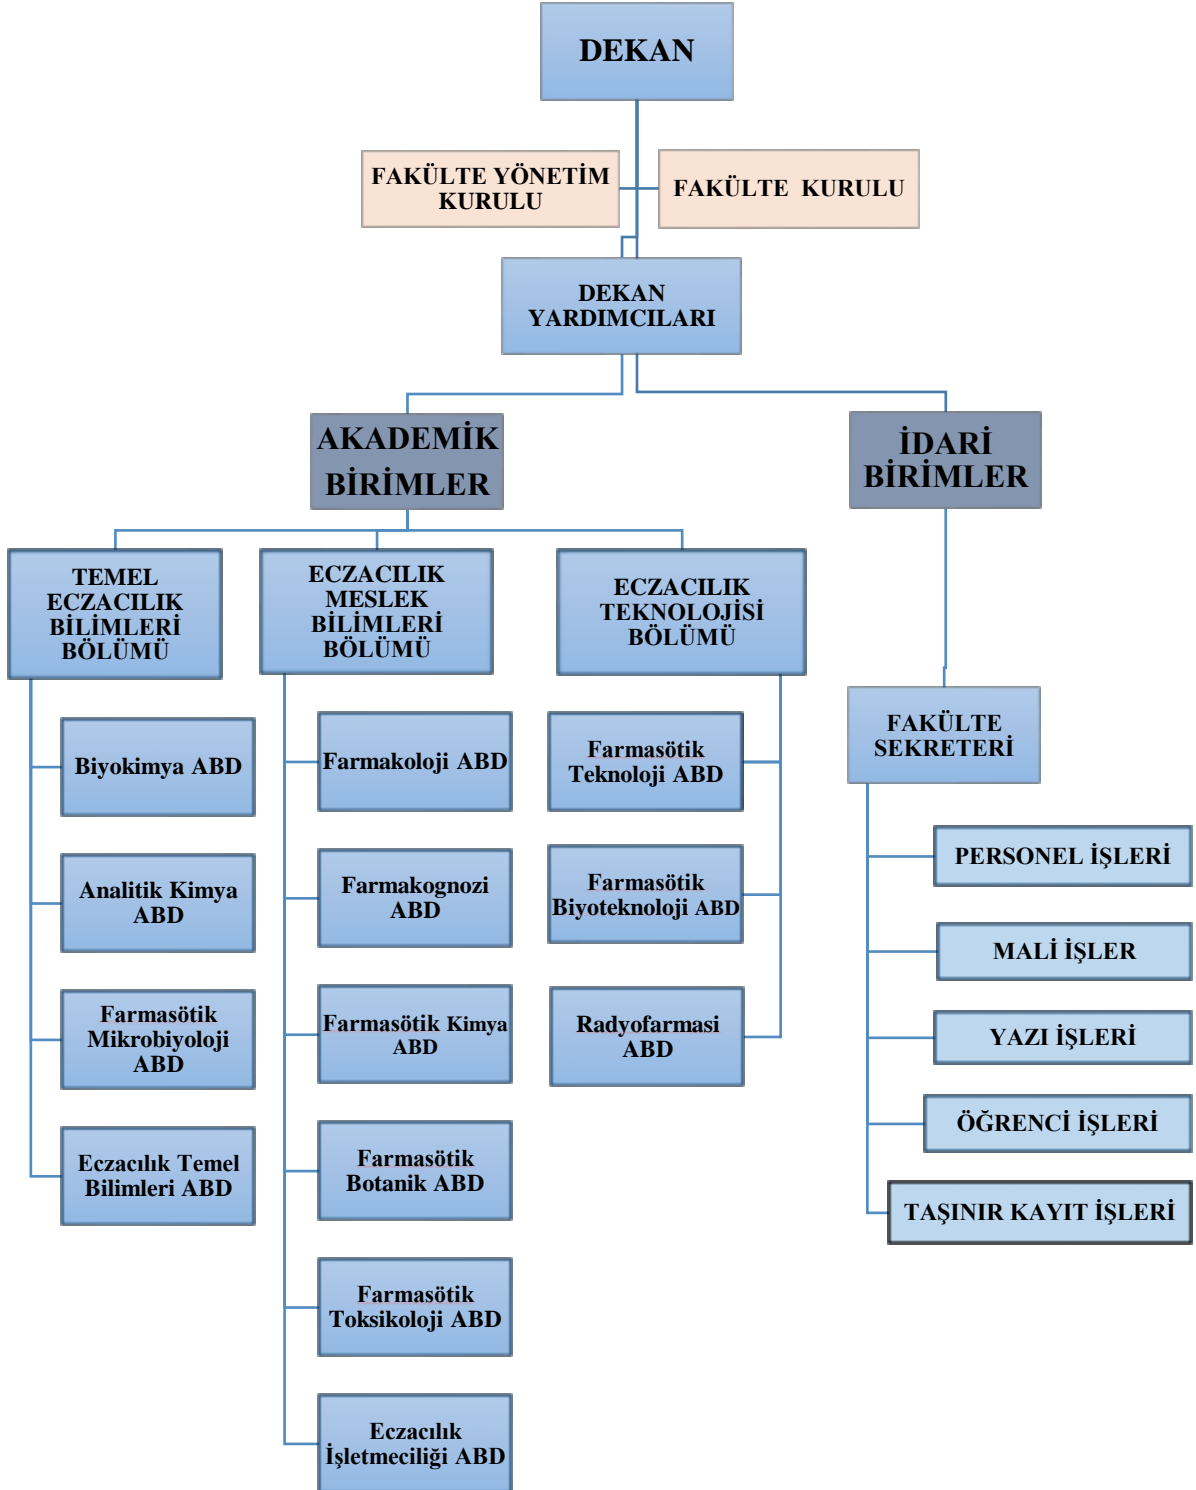 DEKAN
FAKÜLTE YÖNETİM
KURULU
FAKÜLTE KURULU
DEKAN
YARDIMCILARI
AKADEMİK
BİRİMLER
İDARİ
BİRİMLER
TEMEL
ECZACILIK
BİLİMLERİ
BÖLÜMÜ
ECZACILIK
MESLEK
BİLİMLERİ
BÖLÜMÜ
ECZACILIK
TEKNOLOJİSİ
BÖLÜMÜ
Biyokimya ABD
Analitik Kimya
ABD
Farmasötik
Mikrobiyoloji
ABD
Eczacılık Temel
Bilimleri ABD
Farmakoloji ABD
Farmakognozi
ABD
Farmasötik Kimya
ABD
Farmasötik
Botanik ABD
Farmasötik
Toksikoloji ABD
Eczacılık
İşletmeciliği ABD
Farmasötik
Teknoloji ABD
Farmasötik
Biyoteknoloji ABD
Radyofarmasi
ABD
FAKÜLTE
SEKRETERİ
PERSONEL İŞLERİ
MALİ İŞLER
YAZI İŞLERİ
ÖĞRENCİ İŞLERİ
TAŞINIR KAYIT İŞLERİ